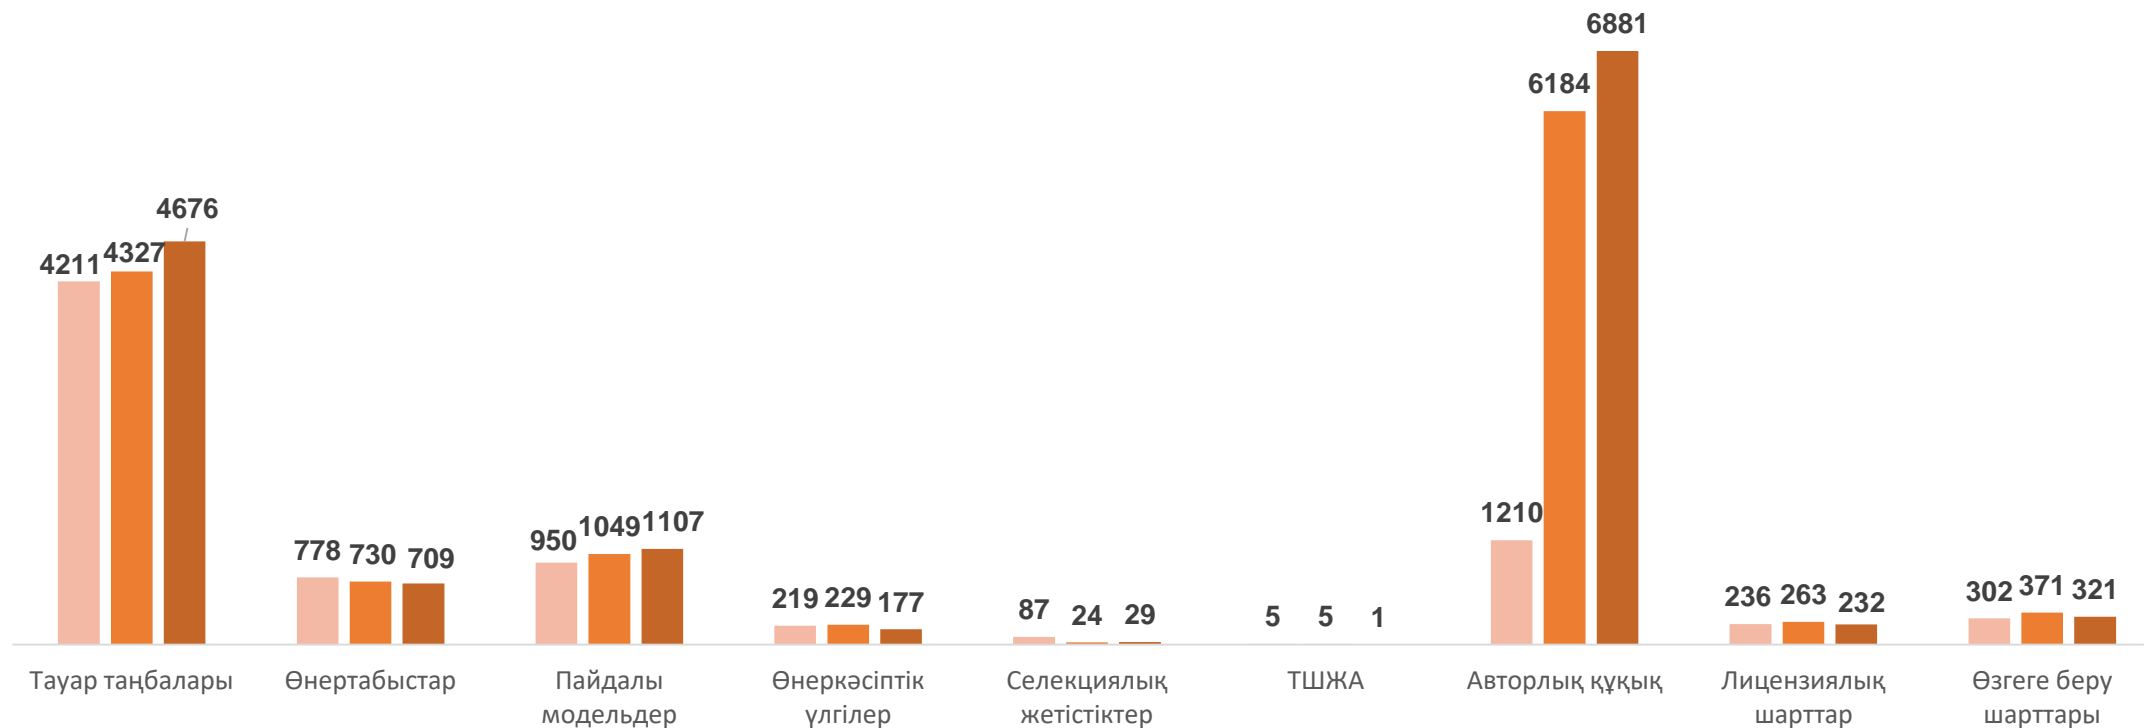 4211 4327 4676
778 730 709
950 1049 1107
219 229 177
87 24 29
5 5 1
1210 6184 6881
236 263 232
302 371 321
Тауар таңбалары
Өнертабыстар
Пайдалы
модельдер
Өнеркәсіптік
үлгілер
Селекциялық
жетістіктер
ТШЖА
Авторлық құқық
Лицензиялық
шарттар
Өзгеге беру
шарттары